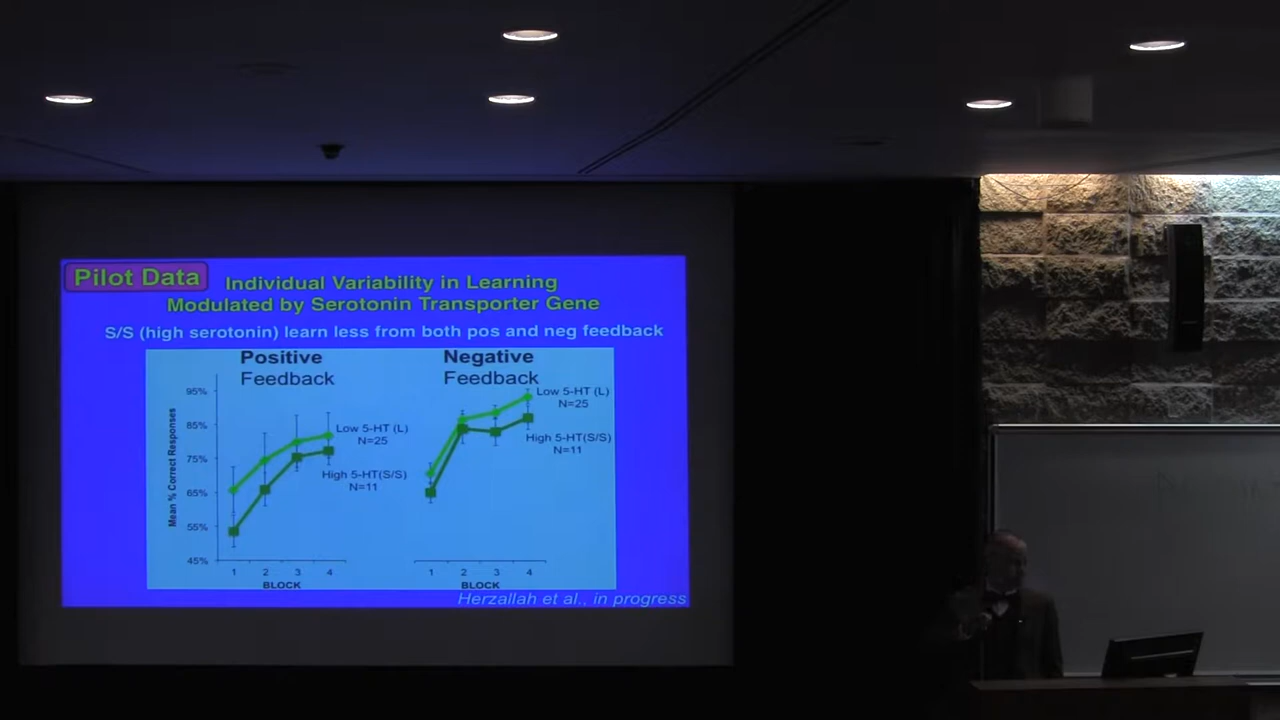 Pilot Data
Individual Variability in Learning
Modulated by Serotonin Transporter Gene
S/S (high serotonin) learn less from both pos and neg feedback
Positive
Feedback
Negative
Feedback
Mean % Correct Responses
95%
85%
75%
65%
55%
45%
Low 5-HT (L)
N=25
High 5-HT(S/S)
N=11
1 2 3 4
BLOCK
Low 5-HT (L)
N=25
High 5-HT(S/S)
N=11
1 2 3 4
BLOCK
Herzallah et al., in progress